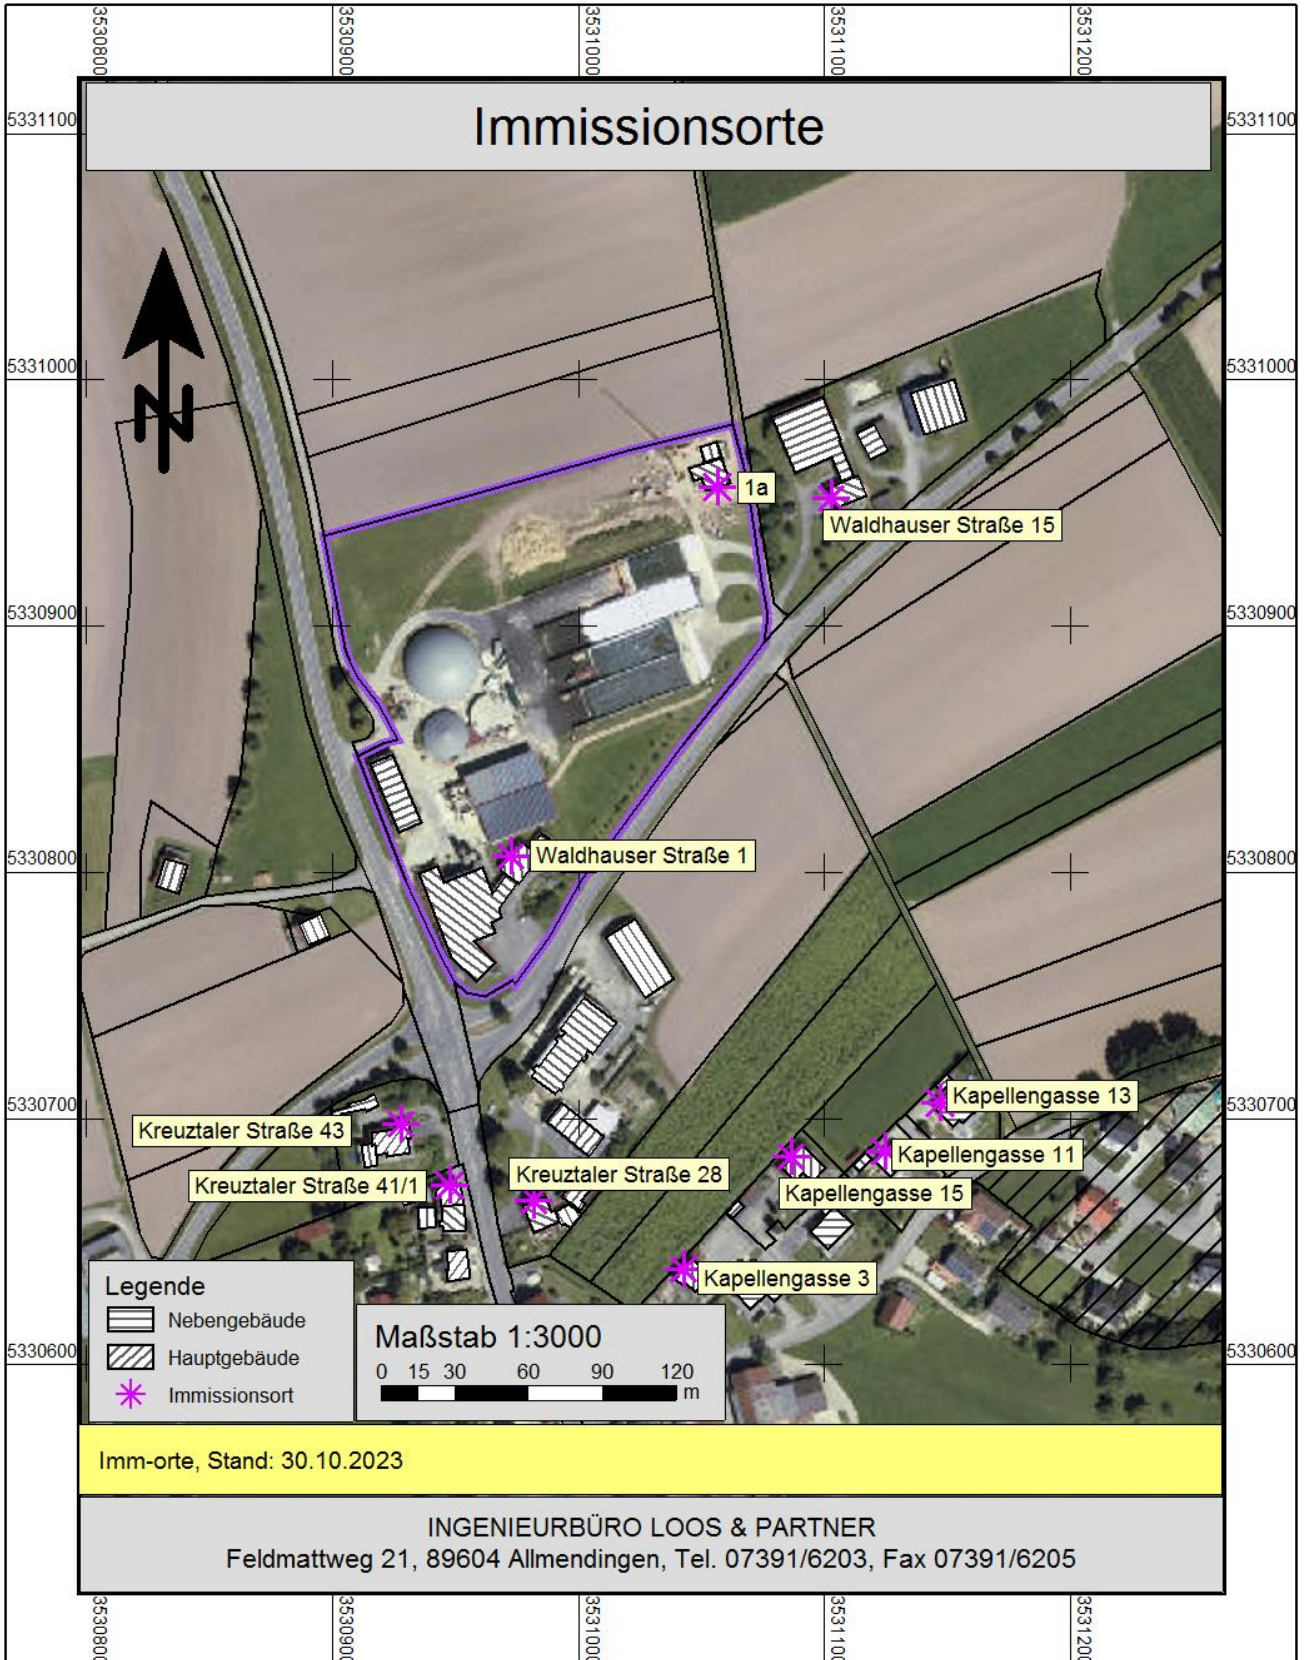 3530800
3530900
3531000
3531100
3531200
Immissionsorte
5331100
5331100
N
5331000
5331000
1a
Waldhauser Straße 15
5330900
5330900
5330800
5330800
Waldhauser Straße 1
5330700
5330700
Kapellengasse 13
Kreuztaler Straße 43
Kapellengasse 11
Kreuztaler Straße 28
Kreuztaler Straße 41/1
Kapellengasse 15
Kapellengasse 3
Legende
Nebengebäude
Hauptgebäude
Immissionsort
Maßstab 1:3000
0 15 30 60 90 120
m
5330600
5330600
Imm-orte, Stand: 30.10.2023
INGENIEURBÜRO LOOS & PARTNER
Feldmattweg 21, 89604 Allmendingen, Tel. 07391/6203, Fax 07391/6205
3530800
3530900
3531000
3531100
3531200